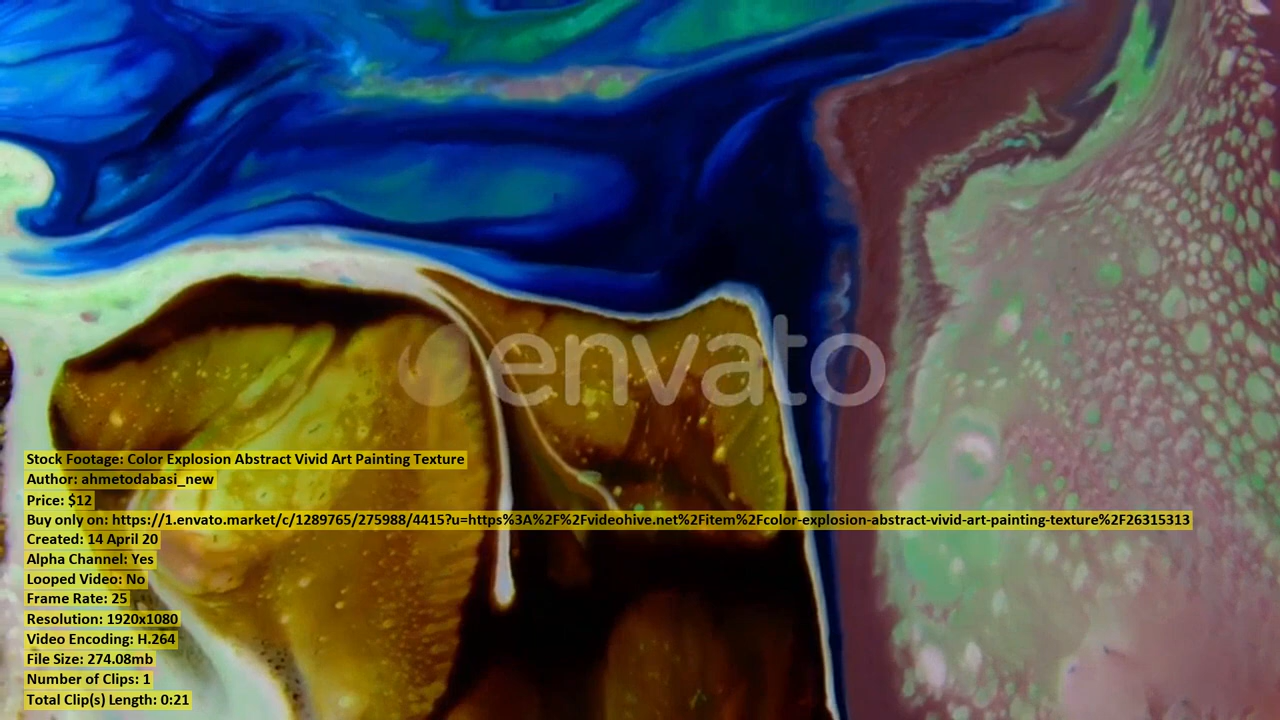 envato
Stock Footage: Color Explosion Abstract Vivid Art Painting Texture
Author: ahmetodabasi_new
Price: $12
Buy only on: https://1.envato.market/c/1289765/275988/4415?u=https%3A%2F%2Fvideohive.net%2Fitem%2Fcolor-explosion-abstract-vivid-art-painting-texture%2F26315313
Created: 14 April 20
Alpha Channel: Yes
Looped Video: No
Frame Rate: 25
Resolution: 1920x1080
Video Encoding: H.264
File Size: 274.08mb
Number of Clips: 1
Total Clip(s) Length: 0:21